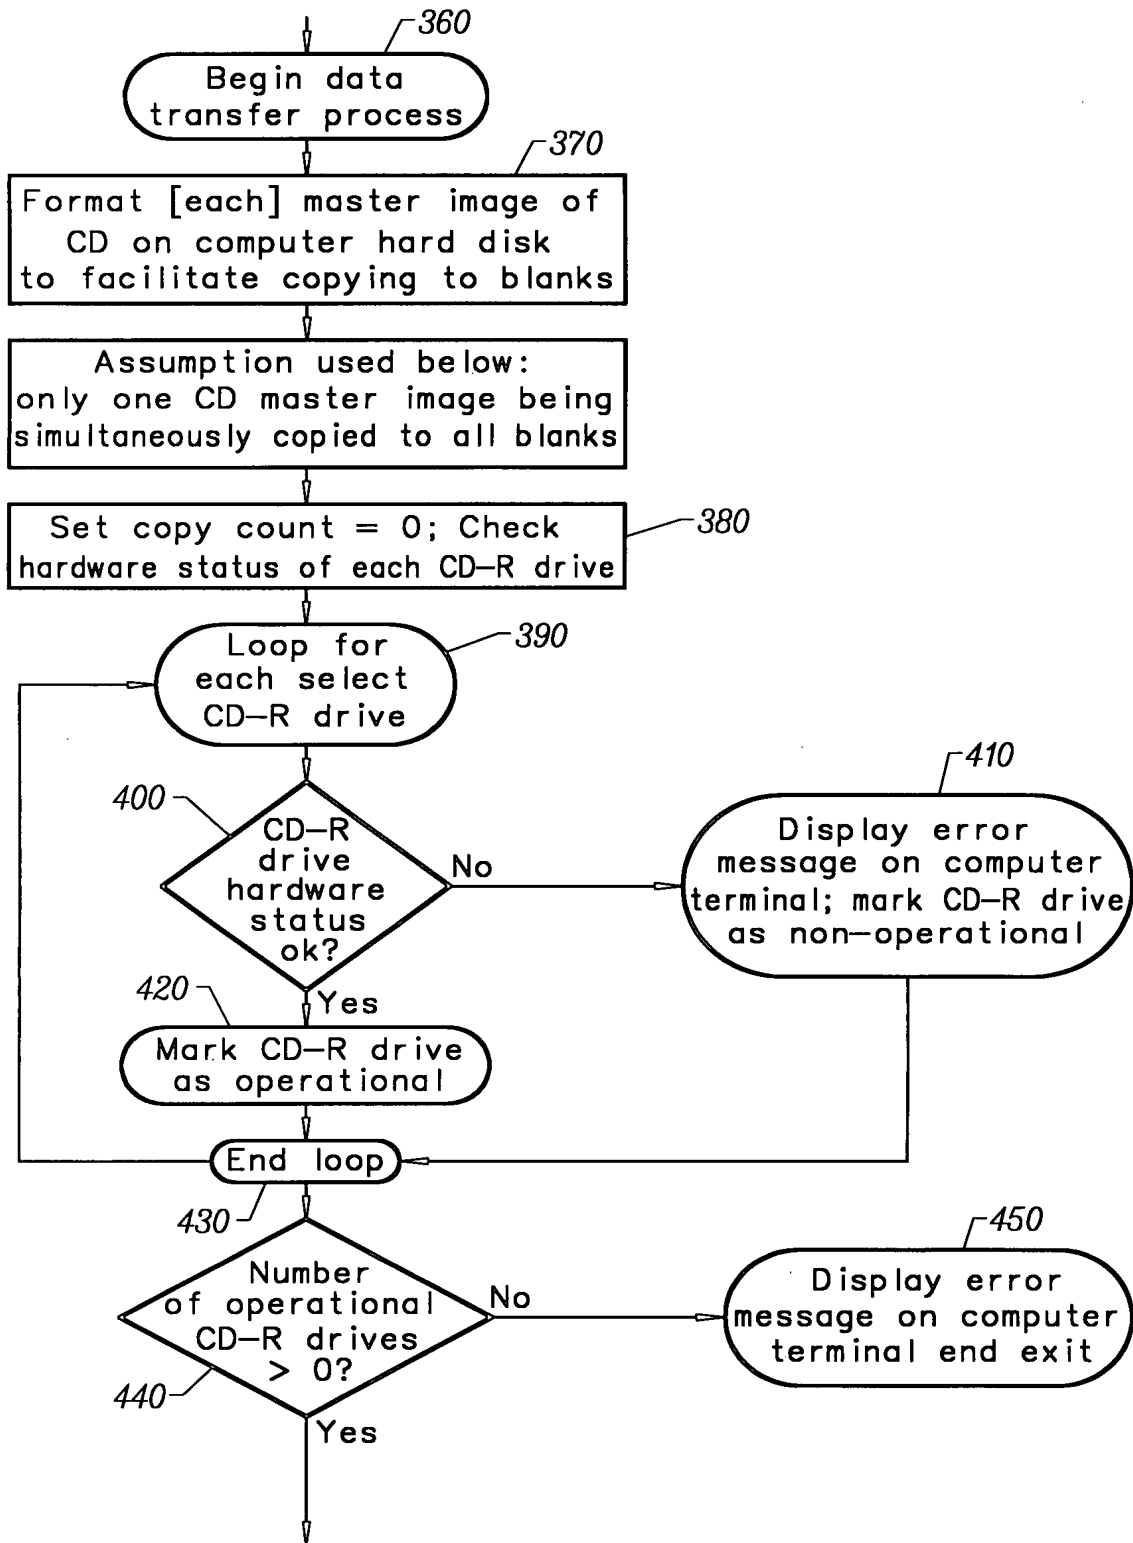 360
Begin data
transfer process
370
Format [each] master image of
CD on computer hard disk
to facilitate copying to blanks
Assumption used below:
only one CD master image being
simultaneously copied to all blanks
Set copy count = 0; Check
hardware status of each CD-R drive
380
Loop for
each select
CD-R drive
390
400
CD-R
drive
hardware
status
ok?
No
410
Display error
message on computer
terminal; mark CD-R drive
as non-operational
Yes
420
Mark CD-R drive
as operational
End loop
430
Number
of operational
CD-R drives
> 0?
440
No
450
Display error
message on computer
terminal end exit
Yes